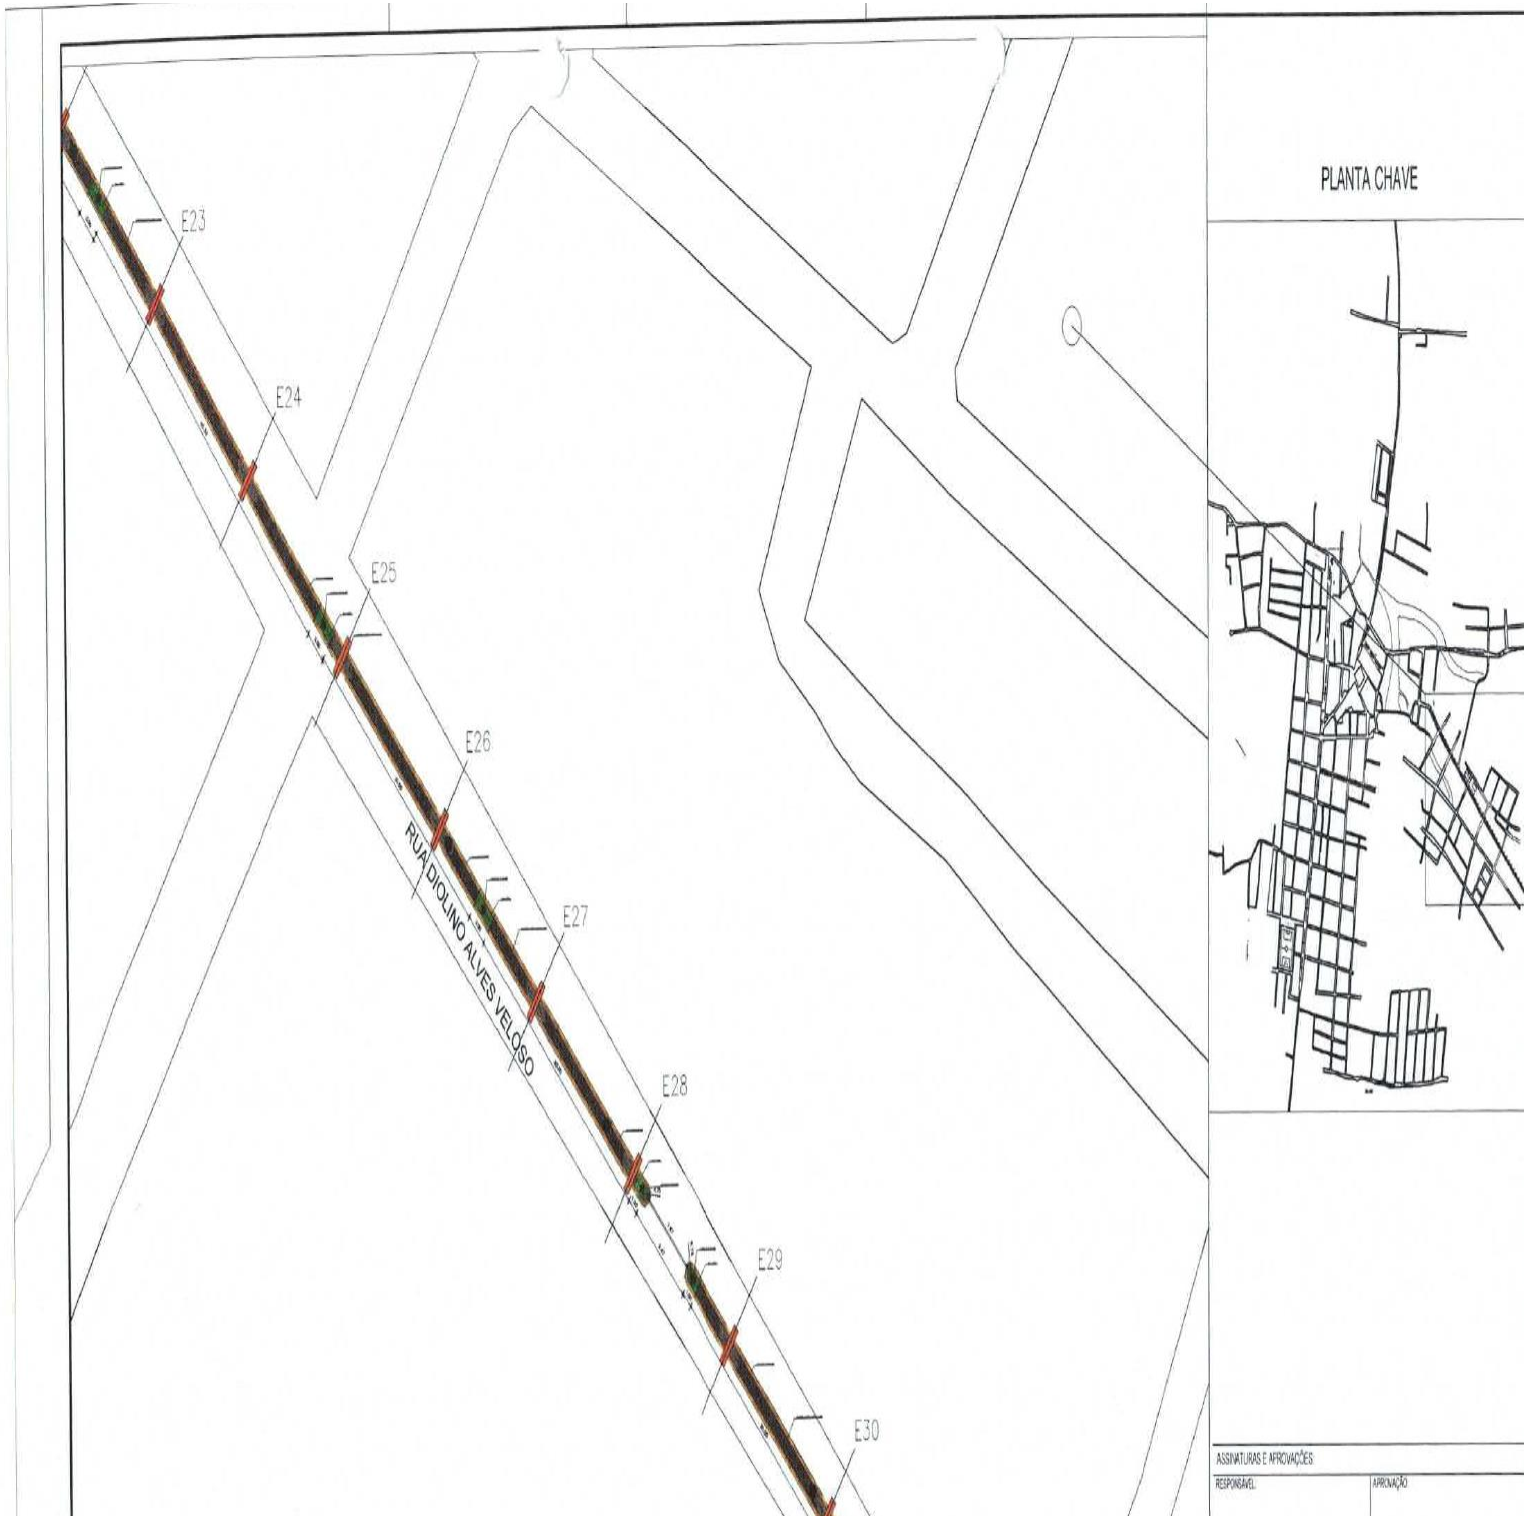 PLANTA CHAVE
E23
E24
E25
E26
RUA DIOLINO ALVES VELOSO
E27
E28
E29
E30
ASSINATURAS E APROVAÇÕES
RESPONSÁVEL:
APROVAÇÃO